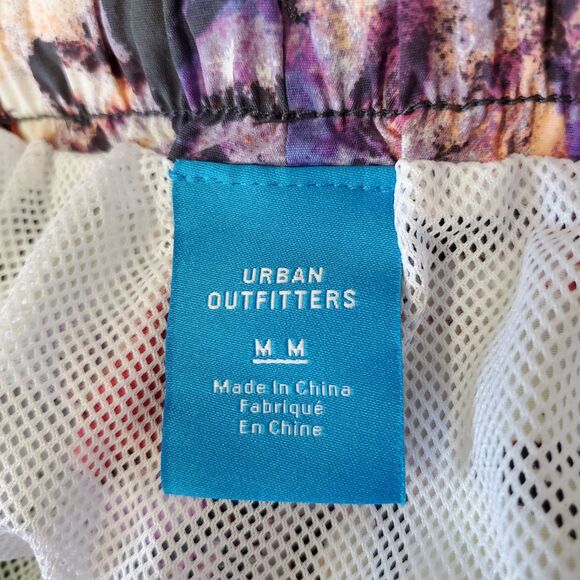 URBAN
OUTFITTERS
M M
Made In China
Fabriqué
En Chine